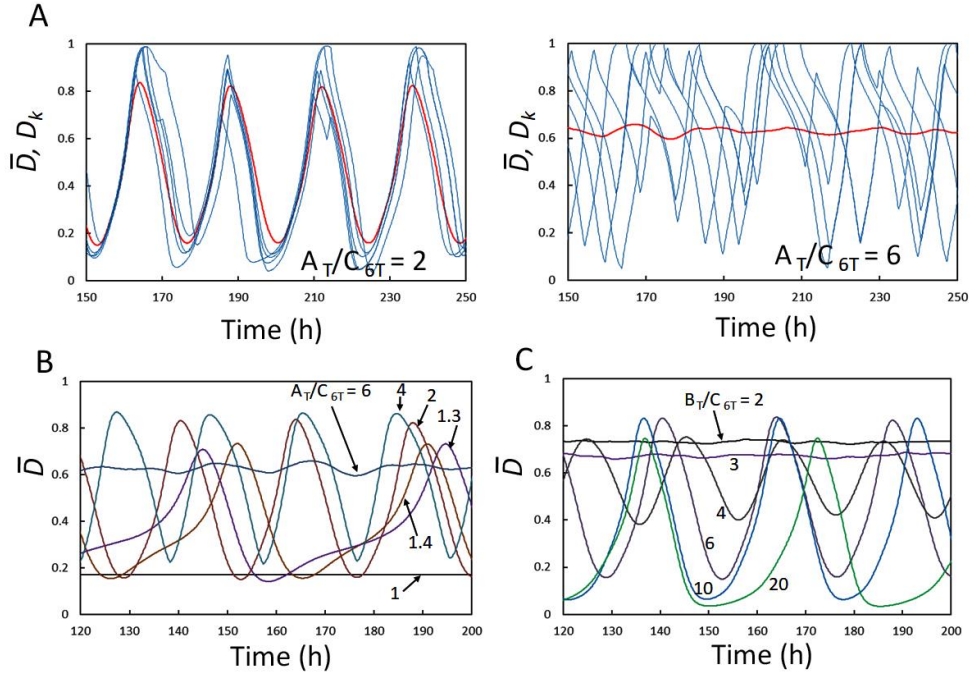 A
1
0.8
0.6
0.4
0.2
0
D̄, Dₖ
150 170 190 210 230 250
Time (h)
A_T/C_6T = 2
1
0.8
0.6
0.4
0.2
0
D̄, Dₖ
150 170 190 210 230 250
Time (h)
A_T/C_6T = 6
B
1
0.8
0.6
0.4
0.2
0
D̄
A_T/C_6T = 6
4
2
1.3
1.4
1
120 130 140 150 160 170 180 190 200
Time (h)
C
1
0.8
0.6
0.4
0.2
0
D̄
B_T/C_6T = 2
3
4
6
10
20
120 130 140 150 160 170 180 190 200
Time (h)